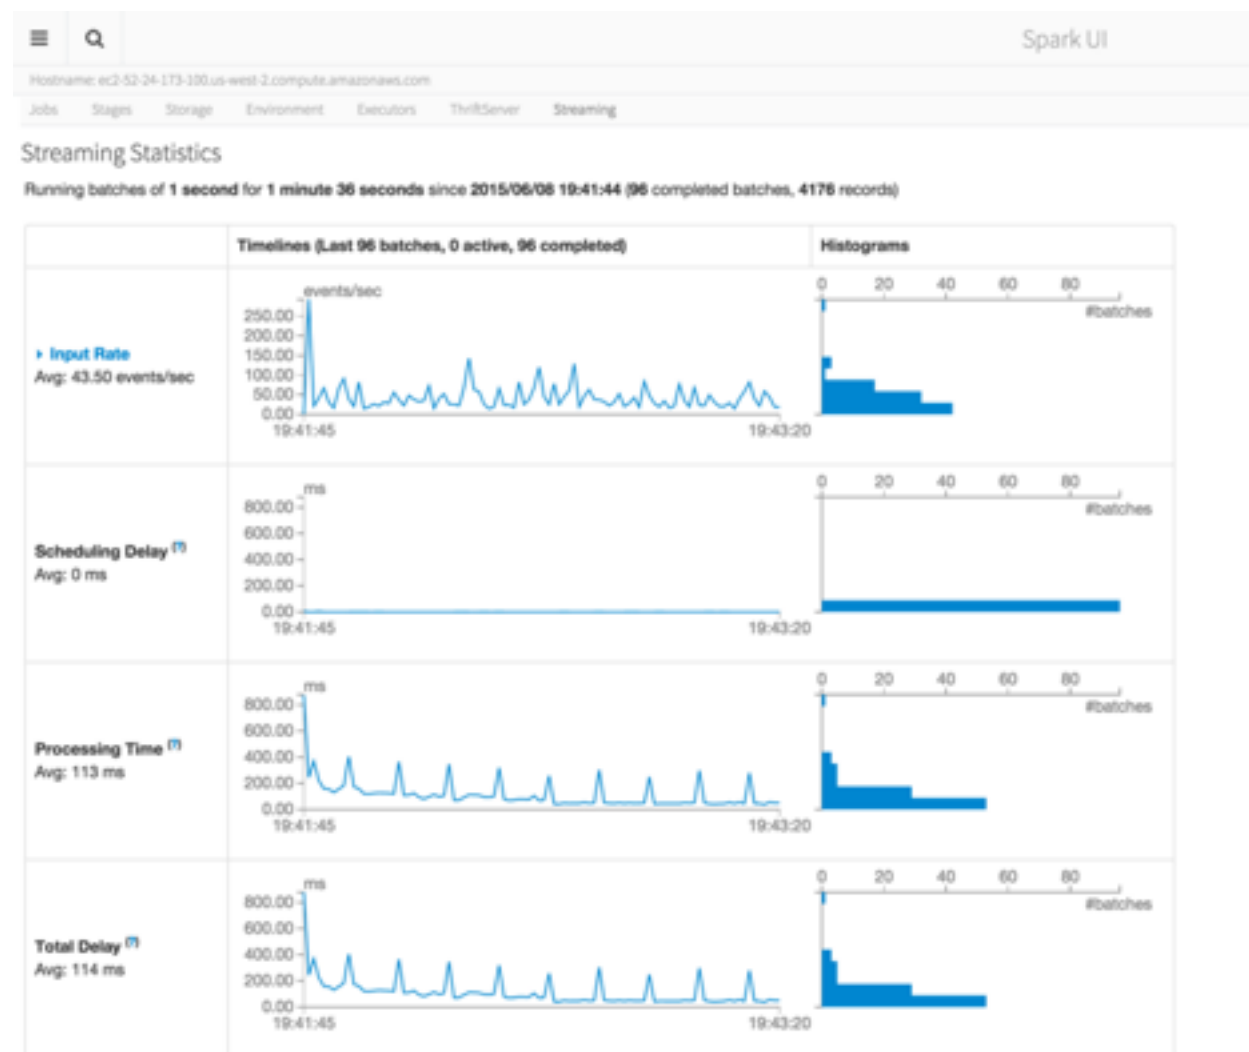 Spark UI
Hostname: ec2-52-24-173-100.us-west-2.compute.amazonaws.com
Jobs Stages Storage Environment Executors ThriftServer Streaming
Streaming Statistics
Running batches of 1 second for 1 minute 36 seconds since 2015/06/08 19:41:44 (96 completed batches, 4176 records)
Timelines (Last 96 batches, 0 active, 96 completed) Histograms
Input Rate
Avg: 43.50 events/sec
events/sec
250.00
200.00
150.00
100.00
50.00
0.00
19:41:45 19:43:20
0 20 40 60 80
#batches
Scheduling Delay (?)
Avg: 0 ms
ms
800.00
600.00
400.00
200.00
0.00
19:41:45 19:43:20
0 20 40 60 80
#batches
Processing Time (?)
Avg: 113 ms
ms
800.00
600.00
400.00
200.00
0.00
19:41:45 19:43:20
0 20 40 60 80
#batches
Total Delay (?)
Avg: 114 ms
ms
800.00
600.00
400.00
200.00
0.00
19:41:45 19:43:20
0 20 40 60 80
#batches